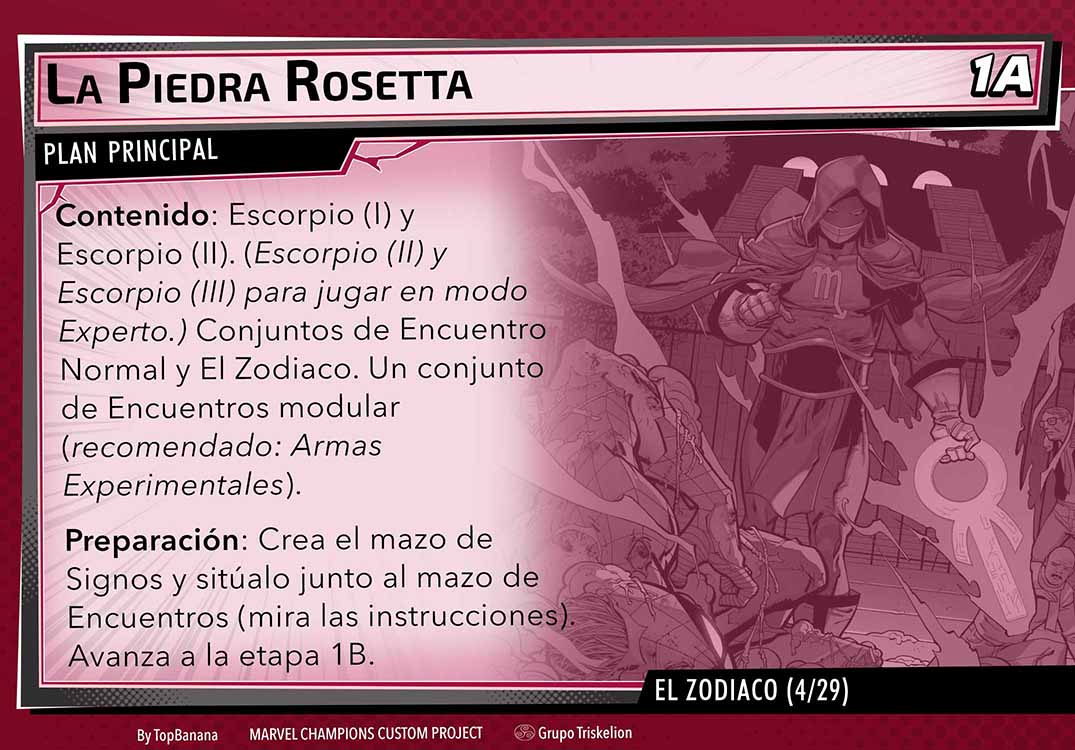 La Piedra Rosetta
1A
PLAN PRINCIPAL
Contenido: Escorpio (I) y
Escorpio (II). (Escorpio (II) y
Escorpio (III) para jugar en modo
Experto.) Conjuntos de Encuentro
Normal y El Zodiaco. Un conjunto
de Encuentros modular
(recomendado: Armas
Experimentales).
Preparación: Crea el mazo de
Signos y sitúalo junto al mazo de
Encuentros (mira las instrucciones).
Avanza a la etapa 1B.
EL ZODIACO (4/29)
By TopBanana MARVEL CHAMPIONS CUSTOM PROJECT Grupo Triskelion